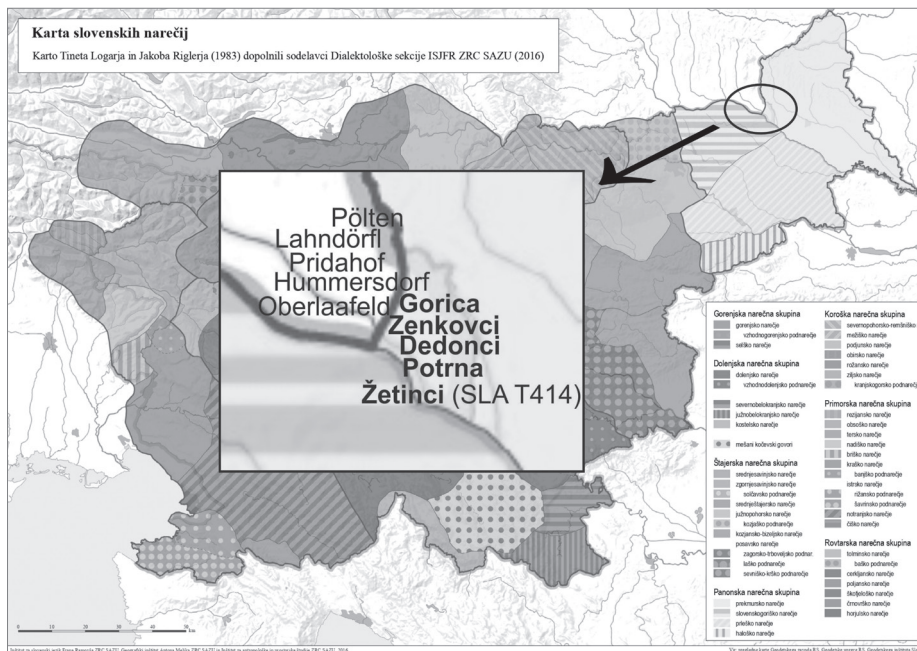 Karta slovenskih narečij
Karto Tineta Logarja in Jakoba Riglerja (1983) dopolnili sodelavci Dialektološke sekcije ISJFR ZRC SAZU (2016)
Pölten
Lahndörfl
Pridahof
Hummersdorf
Oberlaafeld
Gorica
Zenkovci
Dedonci
Potrna
Žetinci (SLA T414)
Gorenjska narečna skupina
gorenjsko narečje
vzhodnogorenjsko podnarečje
selško narečje
Dolenjska narečna skupina
dolenjsko narečje
vzhodnodolenjsko podnarečje
severnobelokranjsko narečje
južnobelokranjsko narečje
kostelsko narečje
mešani kočevski govori
Štajerska narečna skupina
srednjesavinjsko narečje
zgornjesavinjsko narečje
solčavsko podnarečje
srednještajersko narečje
južnopohorsko narečje
kozjaško podnarečje
kozjansko-bizeljsko narečje
posavsko narečje
zagorsko-trboveljsko podnar.
laško podnarečje
sevniško-krško podnarečje
Panonska narečna skupina
prekmursko narečje
slovenskogoriško narečje
prleško narečje
haloško narečje
Koroška narečna skupina
severnopohorsko-remšniško
mežiško narečje
podjunsko narečje
obirsko narečje
rožansko narečje
ziljsko narečje
kranjskogorsko podnarečje
Primorska narečna skupina
rezijansko narečje
obsoško narečje
tersko narečje
nadiško narečje
briško narečje
kraško narečje
banjško podnarečje
istrsko narečje
rižansko podnarečje
šavrinsko podnarečje
notranjsko narečje
čiško narečje
Rovtarska narečna skupina
tolminsko narečje
baško podnarečje
cerkljansko narečje
poljansko narečje
škofjeloško narečje
črnovrško narečje
horjulsko narečje
0 10 20 30 40 50 km